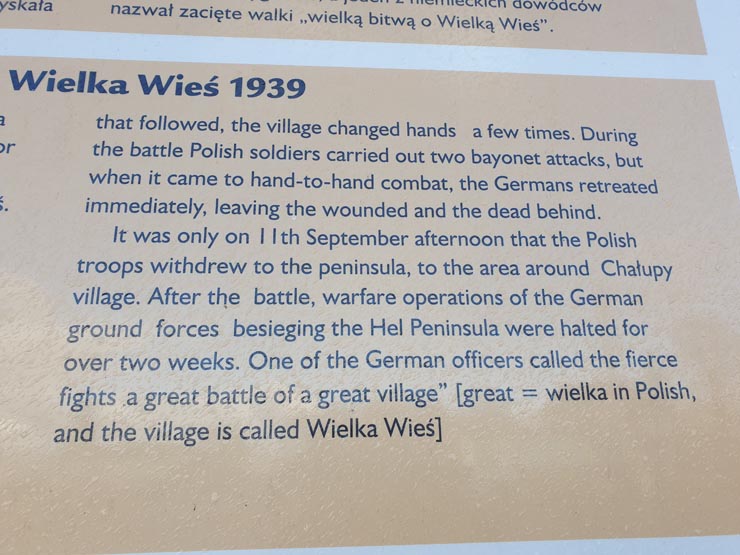 nazwał zacięte walki „wielką bitwą o Wielką Wieś”.
Wielka Wieś 1939
that followed, the village changed hands a few times. During
the battle Polish soldiers carried out two bayonet attacks, but
when it came to hand-to-hand combat, the Germans retreated
immediately, leaving the wounded and the dead behind.
It was only on 11th September afternoon that the Polish
troops withdrew to the peninsula, to the area around Chałupy
village. After the battle, warfare operations of the German
ground forces besieging the Hel Peninsula were halted for
over two weeks. One of the German officers called the fierce
fights a great battle of a great village” [great = wielka in Polish,
and the village is called Wielka Wieś]